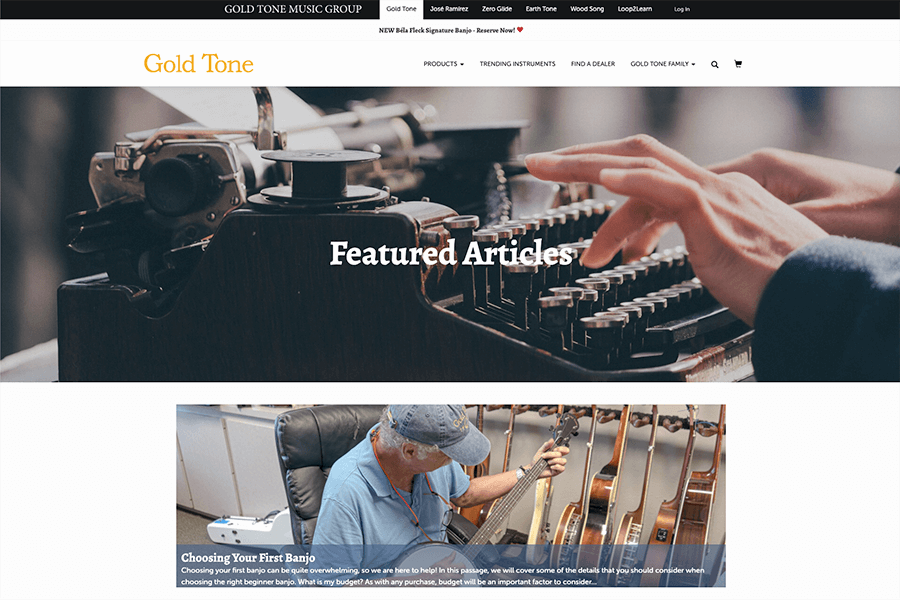 GOLD TONE MUSIC GROUP Gold Tone José Ramírez Zero Glide Earth Tone Wood Song Loop2Learn Log In
NEW Béla Fleck Signature Banjo - Reserve Now!
Gold Tone PRODUCTS TRENDING INSTRUMENTS FIND A DEALER GOLD TONE FAMILY
Featured Articles
Choosing Your First Banjo
Choosing your first banjo can be quite overwhelming, so we are here to help! In this passage, we will cover some of the details that you should consider when
choosing the right beginner banjo. What is my budget? As with any purchase, budget will be an important factor to consider...